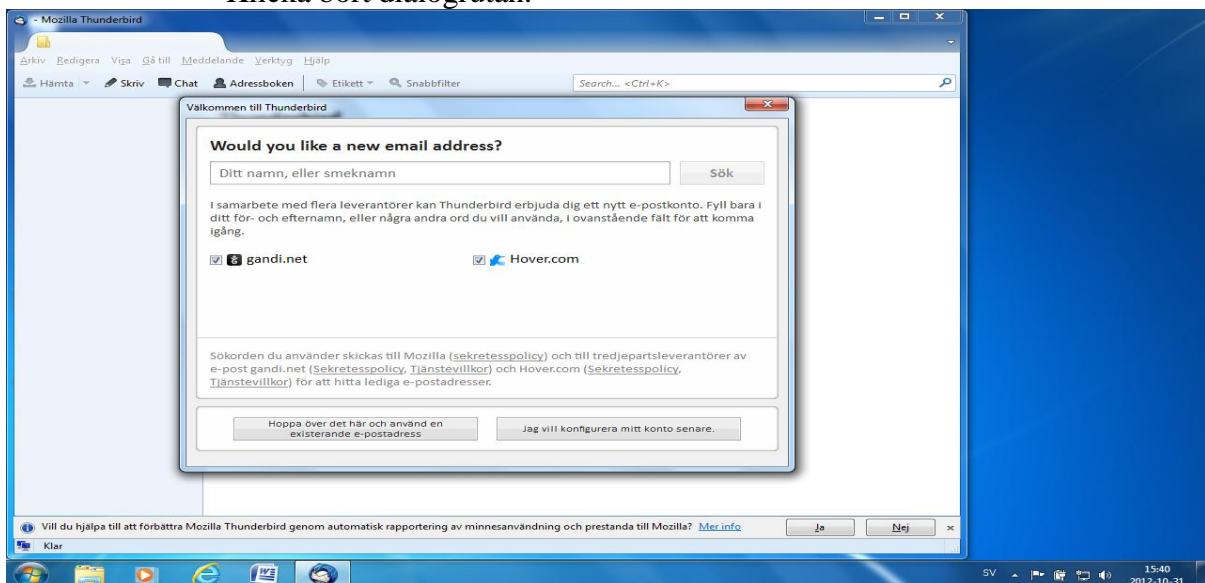 Klicka bort dialogrutan.
- Mozilla Thunderbird
Arkiv Redigera Visa Gå till Meddelande Verktyg Hjälp
Hämta Skriv Chat Adressboken Etikett Snabbfilter Search... <Ctrl+K>
Välkommen till Thunderbird
Would you like a new email address?
Ditt namn, eller smeknamn Sök
I samarbete med flera leverantörer kan Thunderbird erbjuda dig ett nytt e-postkonto. Fyll bara i
ditt för- och efternamn, eller några andra ord du vill använda, i ovanstående fält för att komma
igång.
gandi.net Hover.com
Sökorden du använder skickas till Mozilla (sekretesspolicy) och till tredjepartsleverantörer av
e-post gandi.net (Sekretesspolicy, Tjänstevillkor) och Hover.com (Sekretesspolicy,
Tjänstevillkor) för att hitta lediga e-postadresser.
Hoppa över det här och använd en
existerande e-postadress
Jag vill konfigurera mitt konto senare.
Vill du hjälpa till att förbättra Mozilla Thunderbird genom automatisk rapportering av minnesanvändning och prestanda till Mozilla? Mer info Ja Nej
Klar
SV 15:40
2012-10-31